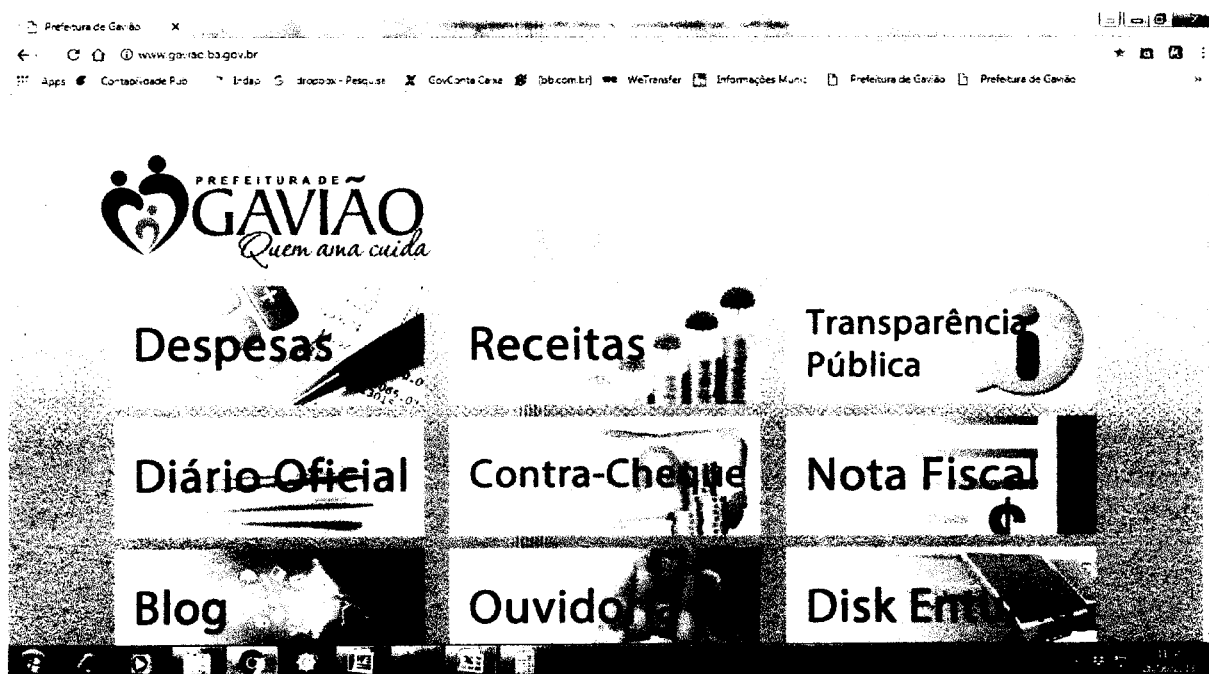 Prefeitura de Gavião
www.gaviao.ba.gov.br
Apps
dropbox - Pesquise
GovConta Caixa
[bb.com.br]
WeTransfer
Informações Munic
Prefeitura de Gavião
Prefeitura de Gavião
PREFEITURA DE
GAVIÃO
Quem ama cuida
Despesas
Receitas
Transparência
Pública
Diário Oficial
Contra-Cheque
Nota Fiscal
Blog
Disk